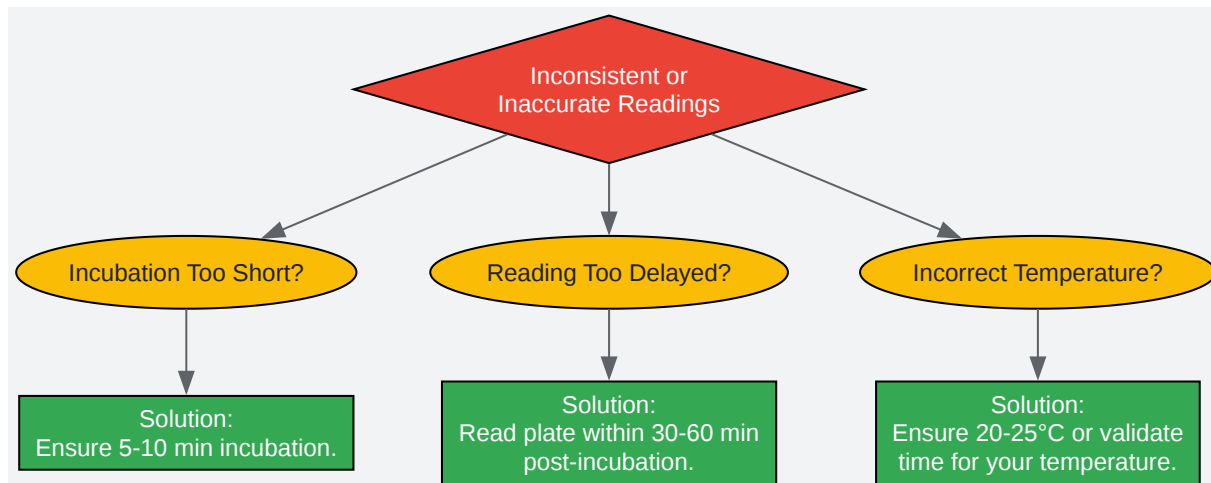 Inconsistent or
Inaccurate Readings
Incubation Too Short?
Reading Too Delayed?
Incorrect Temperature?
Solution:
Ensure 5-10 min incubation.
Solution:
Read plate within 30-60 min
post-incubation.
Solution:
Ensure 20-25°C or validate
time for your temperature.